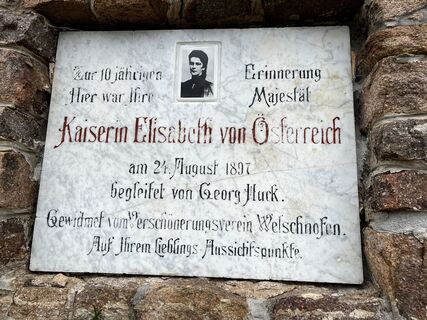 Zur 10 jährigen Erinnerung
Hier war Ihre Majestät
Kaiserin Elisabeth von Österreich
am 24. August 1897
begleitet von Georg Huck.
Gewidmet vom Verschönerungsverein Welschnofen.
Auf Ihrem Lieblings-Aussichtspunkte.